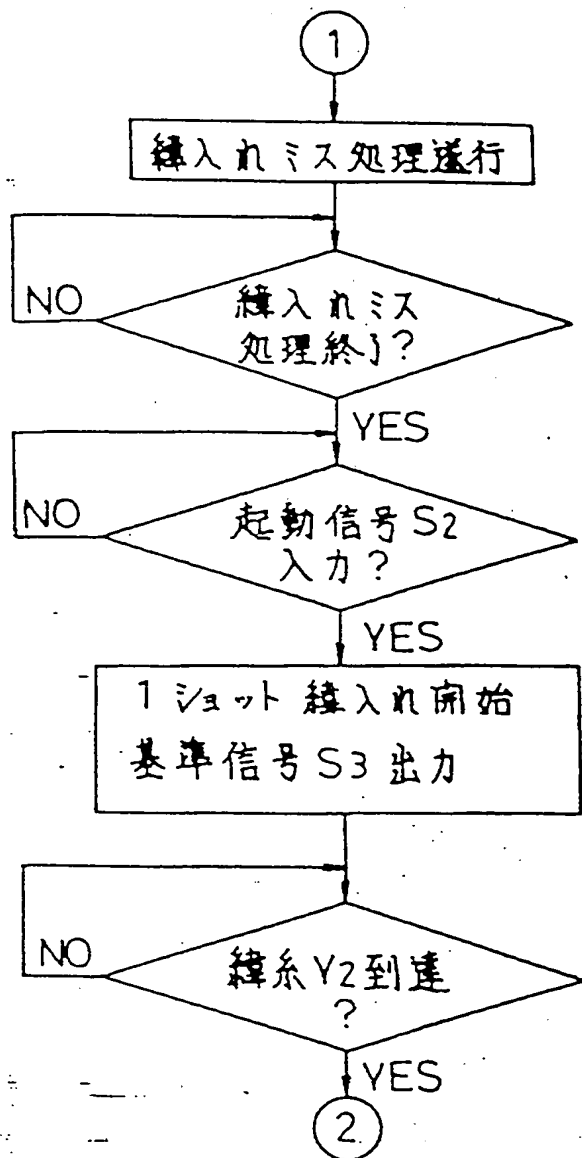 1
緯入れミス処理遂行
NO
緯入れミス
処理終了?
YES
NO
起動信号S2
入力?
YES
1ショット緯入れ開始
基準信号S3出力
NO
緯糸Y2到達
?
YES
2